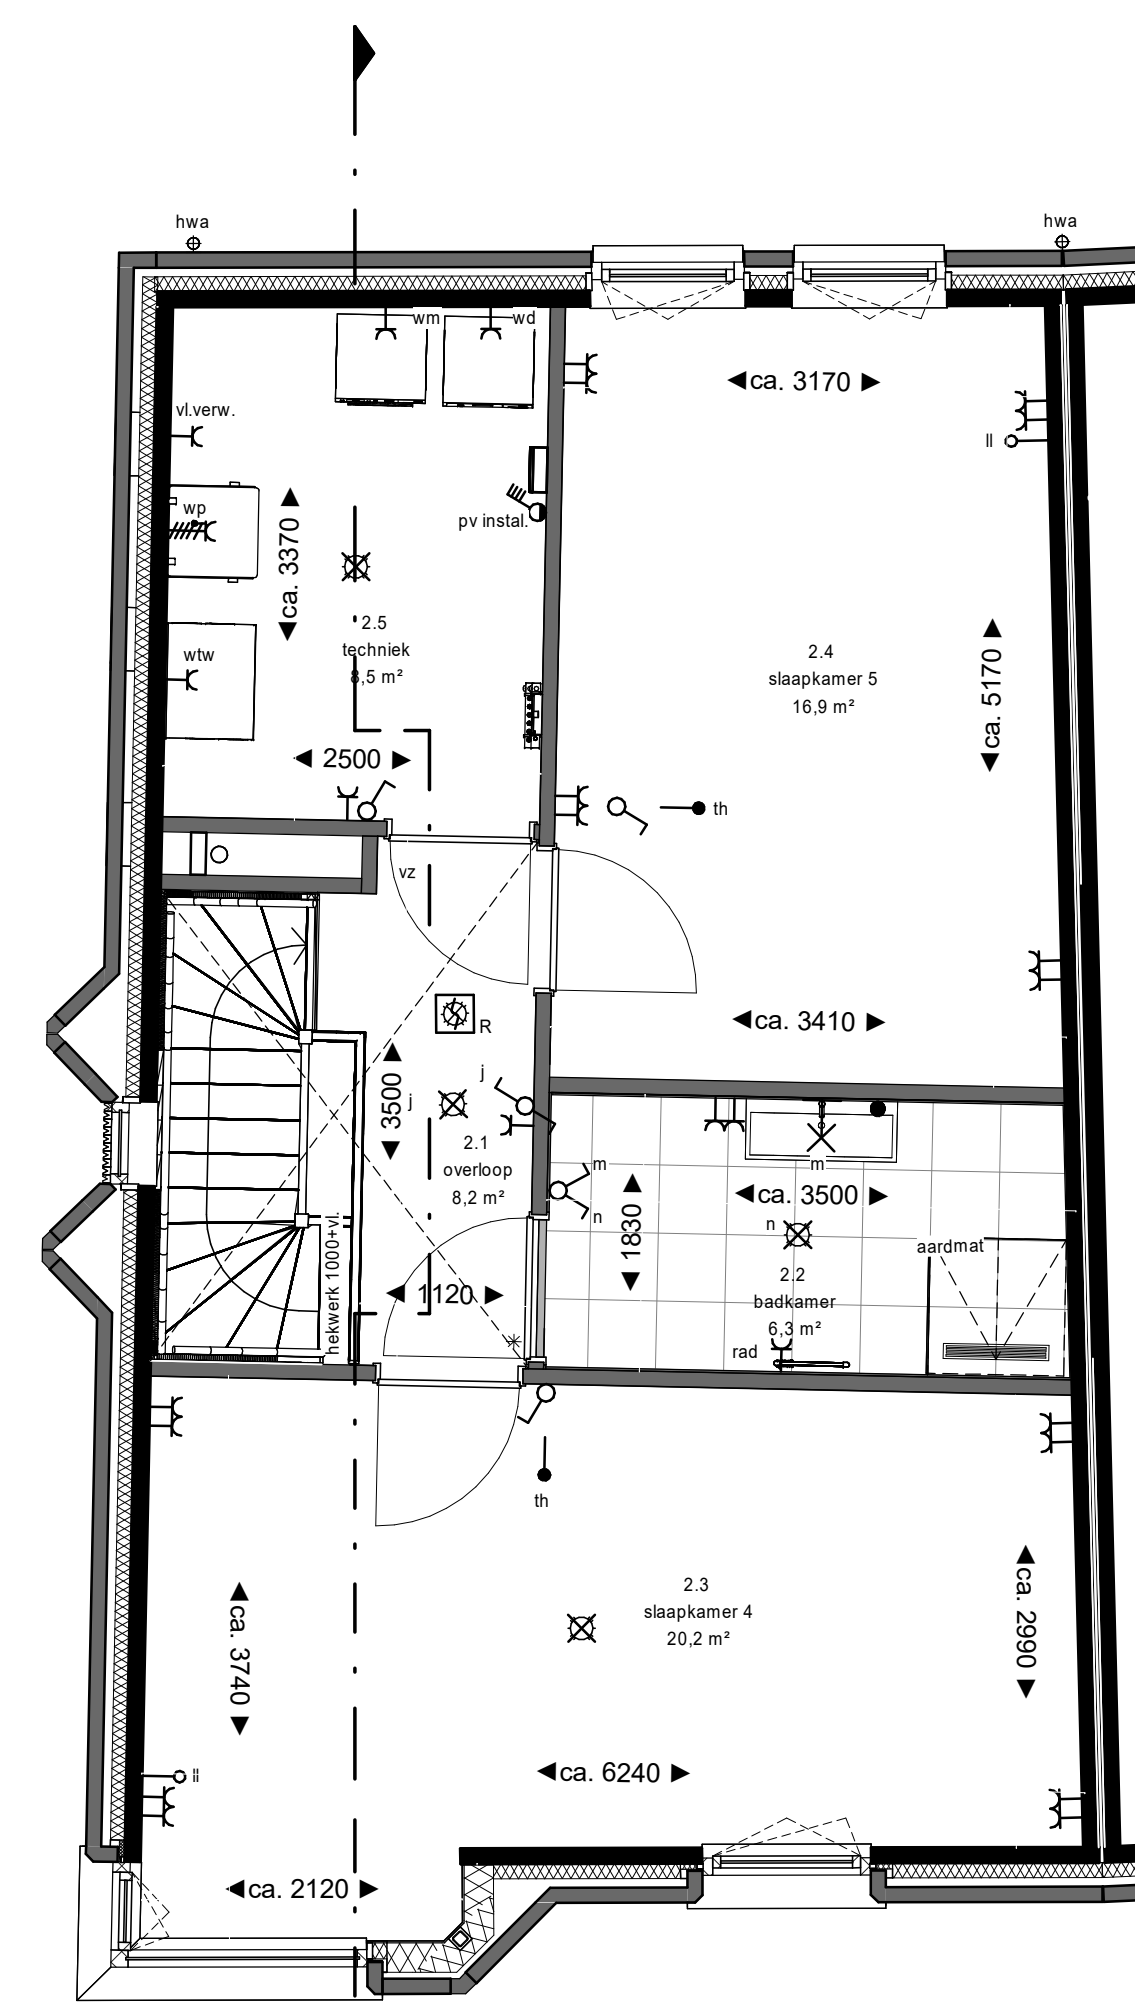 hwa
hwa
wm
wd
ca. 3170
vl.verw.
ll
wp
pv instal.
ca. 3370
2.5
techniek
8,5 m²
2.4
slaapkamer 5
16,9 m²
ca. 5170
wtw
2500
th
vz
R
ca. 3410
3500
j
j
2.1
overloop
8,2 m²
m
n
1830
m
ca. 3500
n
aardmat
2.2
badkamer
6,3 m²
rad
hekwerk 1000+vl.
1120
th
2.3
slaapkamer 4
20,2 m²
ca. 2990
ca. 3740
ll
ca. 6240
ca. 2120